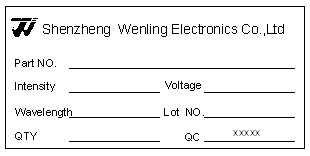 Shenzheng Wenling Electronics Co.,Ltd
Part NO.
Intensity Voltage
Wavelength Lot NO.
QTY QC xxxxx